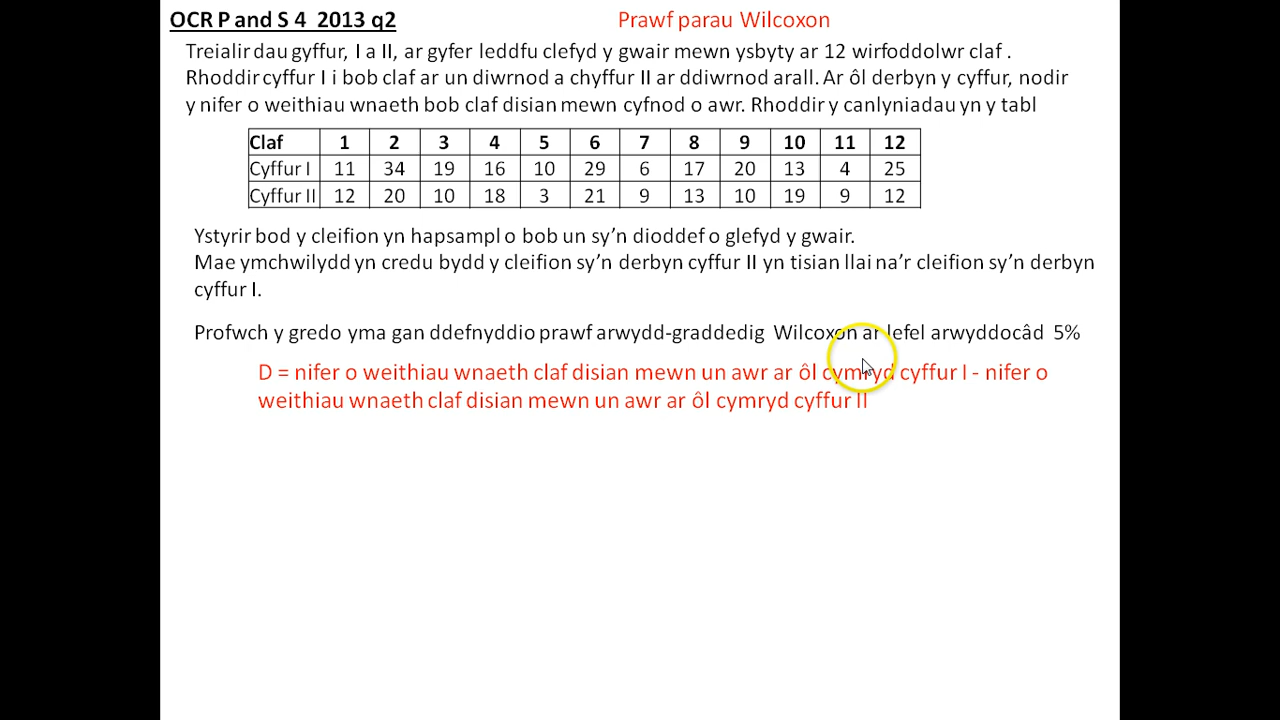 OCR P and S 4 2013 q2
Prawf parau Wilcoxon
Treialir dau gyffur, I a II, ar gyfer leddfu clefyd y gwair mewn ysbyty ar 12 wirfoddolwr claf .
Rhoddir cyffur I i bob claf ar un diwrnod a chyffur II ar ddiwrnod arall. Ar ôl derbyn y cyffur, nodir
y nifer o weithiau wnaeth bob claf disian mewn cyfnod o awr. Rhoddir y canlyniadau yn y tabl
Claf 1 2 3 4 5 6 7 8 9 10 11 12
Cyffur I 11 34 19 16 10 29 6 17 20 13 4 25
Cyffur II 12 20 10 18 3 21 9 13 10 19 9 12
Ystyrir bod y cleifion yn hapsampl o bob un sy'n dioddef o glefyd y gwair.
Mae ymchwilydd yn credu bydd y cleifion sy'n derbyn cyffur II yn tisian llai na'r cleifion sy'n derbyn
cyffur I.
Profwch y gredo yma gan ddefnyddio prawf arwydd-graddedig Wilcoxon ar lefel arwyddocâd 5%
D = nifer o weithiau wnaeth claf disian mewn un awr ar ôl cymryd cyffur I - nifer o
weithiau wnaeth claf disian mewn un awr ar ôl cymryd cyffur II